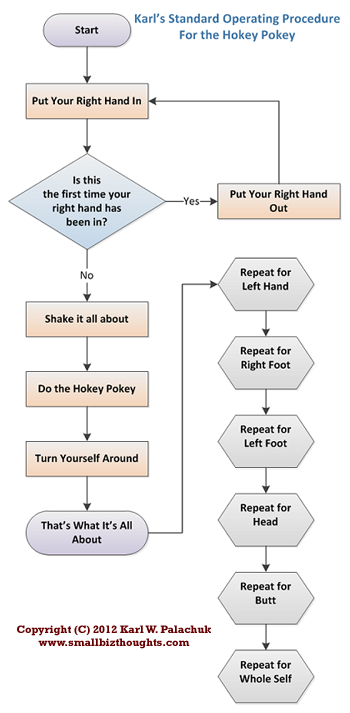 Karl's Standard Operating Procedure
For the Hokey Pokey
Start
Put Your Right Hand In
Is this
the first time your
right hand has
been in?
Yes
Put Your Right Hand
Out
No
Shake it all about
Do the Hokey Pokey
Turn Yourself Around
That's What It's All
About
Repeat for
Left Hand
Repeat for
Right Foot
Repeat for
Left Foot
Repeat for
Head
Repeat for
Butt
Repeat for
Whole Self
Copyright (C) 2012 Karl W. Palachuk
www.smallbizthoughts.com